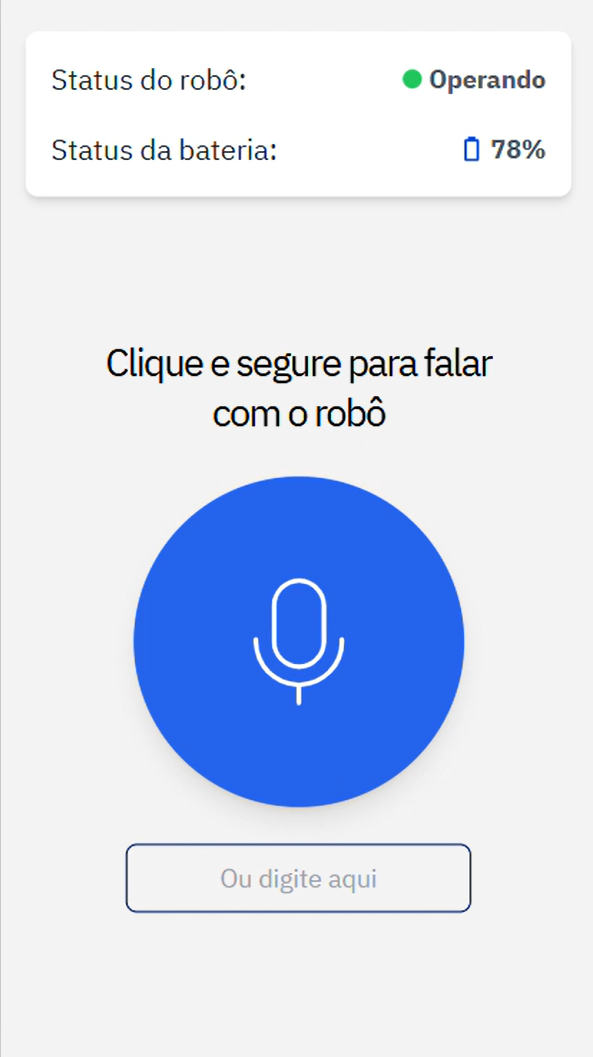 Status do robô: Operando
Status da bateria: 78%
Clique e segure para falar
com o robô
Ou digite aqui